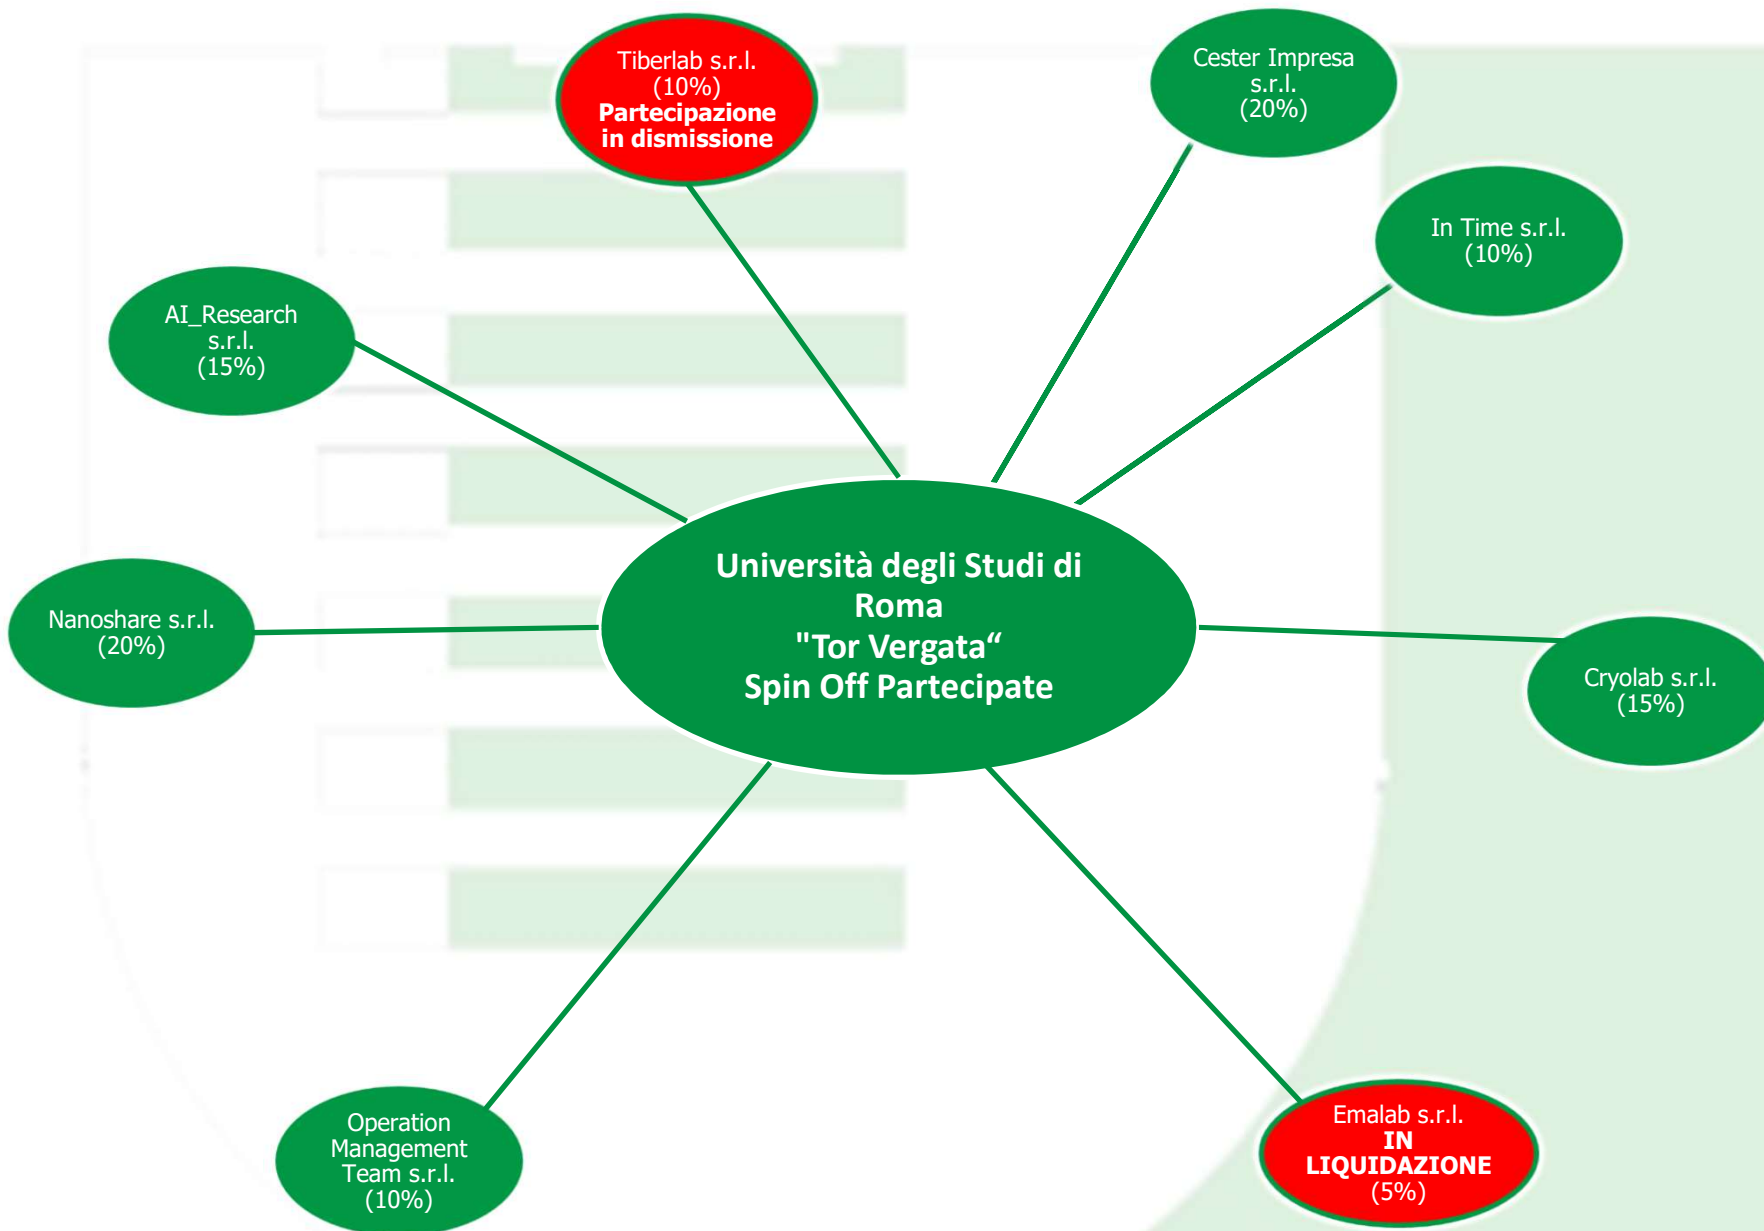 Tiberlab s.r.l.
(10%)
Partecipazione
in dismissione
Cester Impresa
s.r.l.
(20%)
In Time s.r.l.
(10%)
AI_Research
s.r.l.
(15%)
Università degli Studi di
Roma
"Tor Vergata“
Spin Off Partecipate
Nanoshare s.r.l.
(20%)
Cryolab s.r.l.
(15%)
Operation
Management
Team s.r.l.
(10%)
Emalab s.r.l.
IN
LIQUIDAZIONE
(5%)